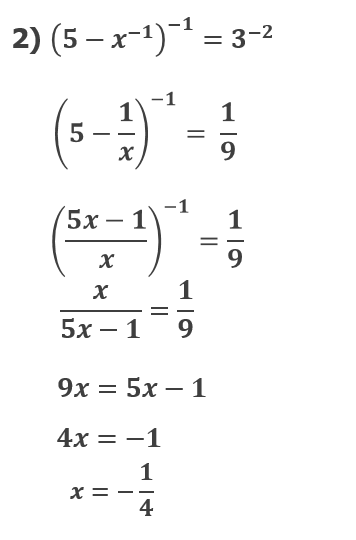 2) (5 − x⁻¹)⁻¹ = 3⁻²
(5 − 1/x)⁻¹ = 1/9
((5x − 1)/x)⁻¹ = 1/9
x/(5x − 1) = 1/9
9x = 5x − 1
4x = −1
x = −1/4